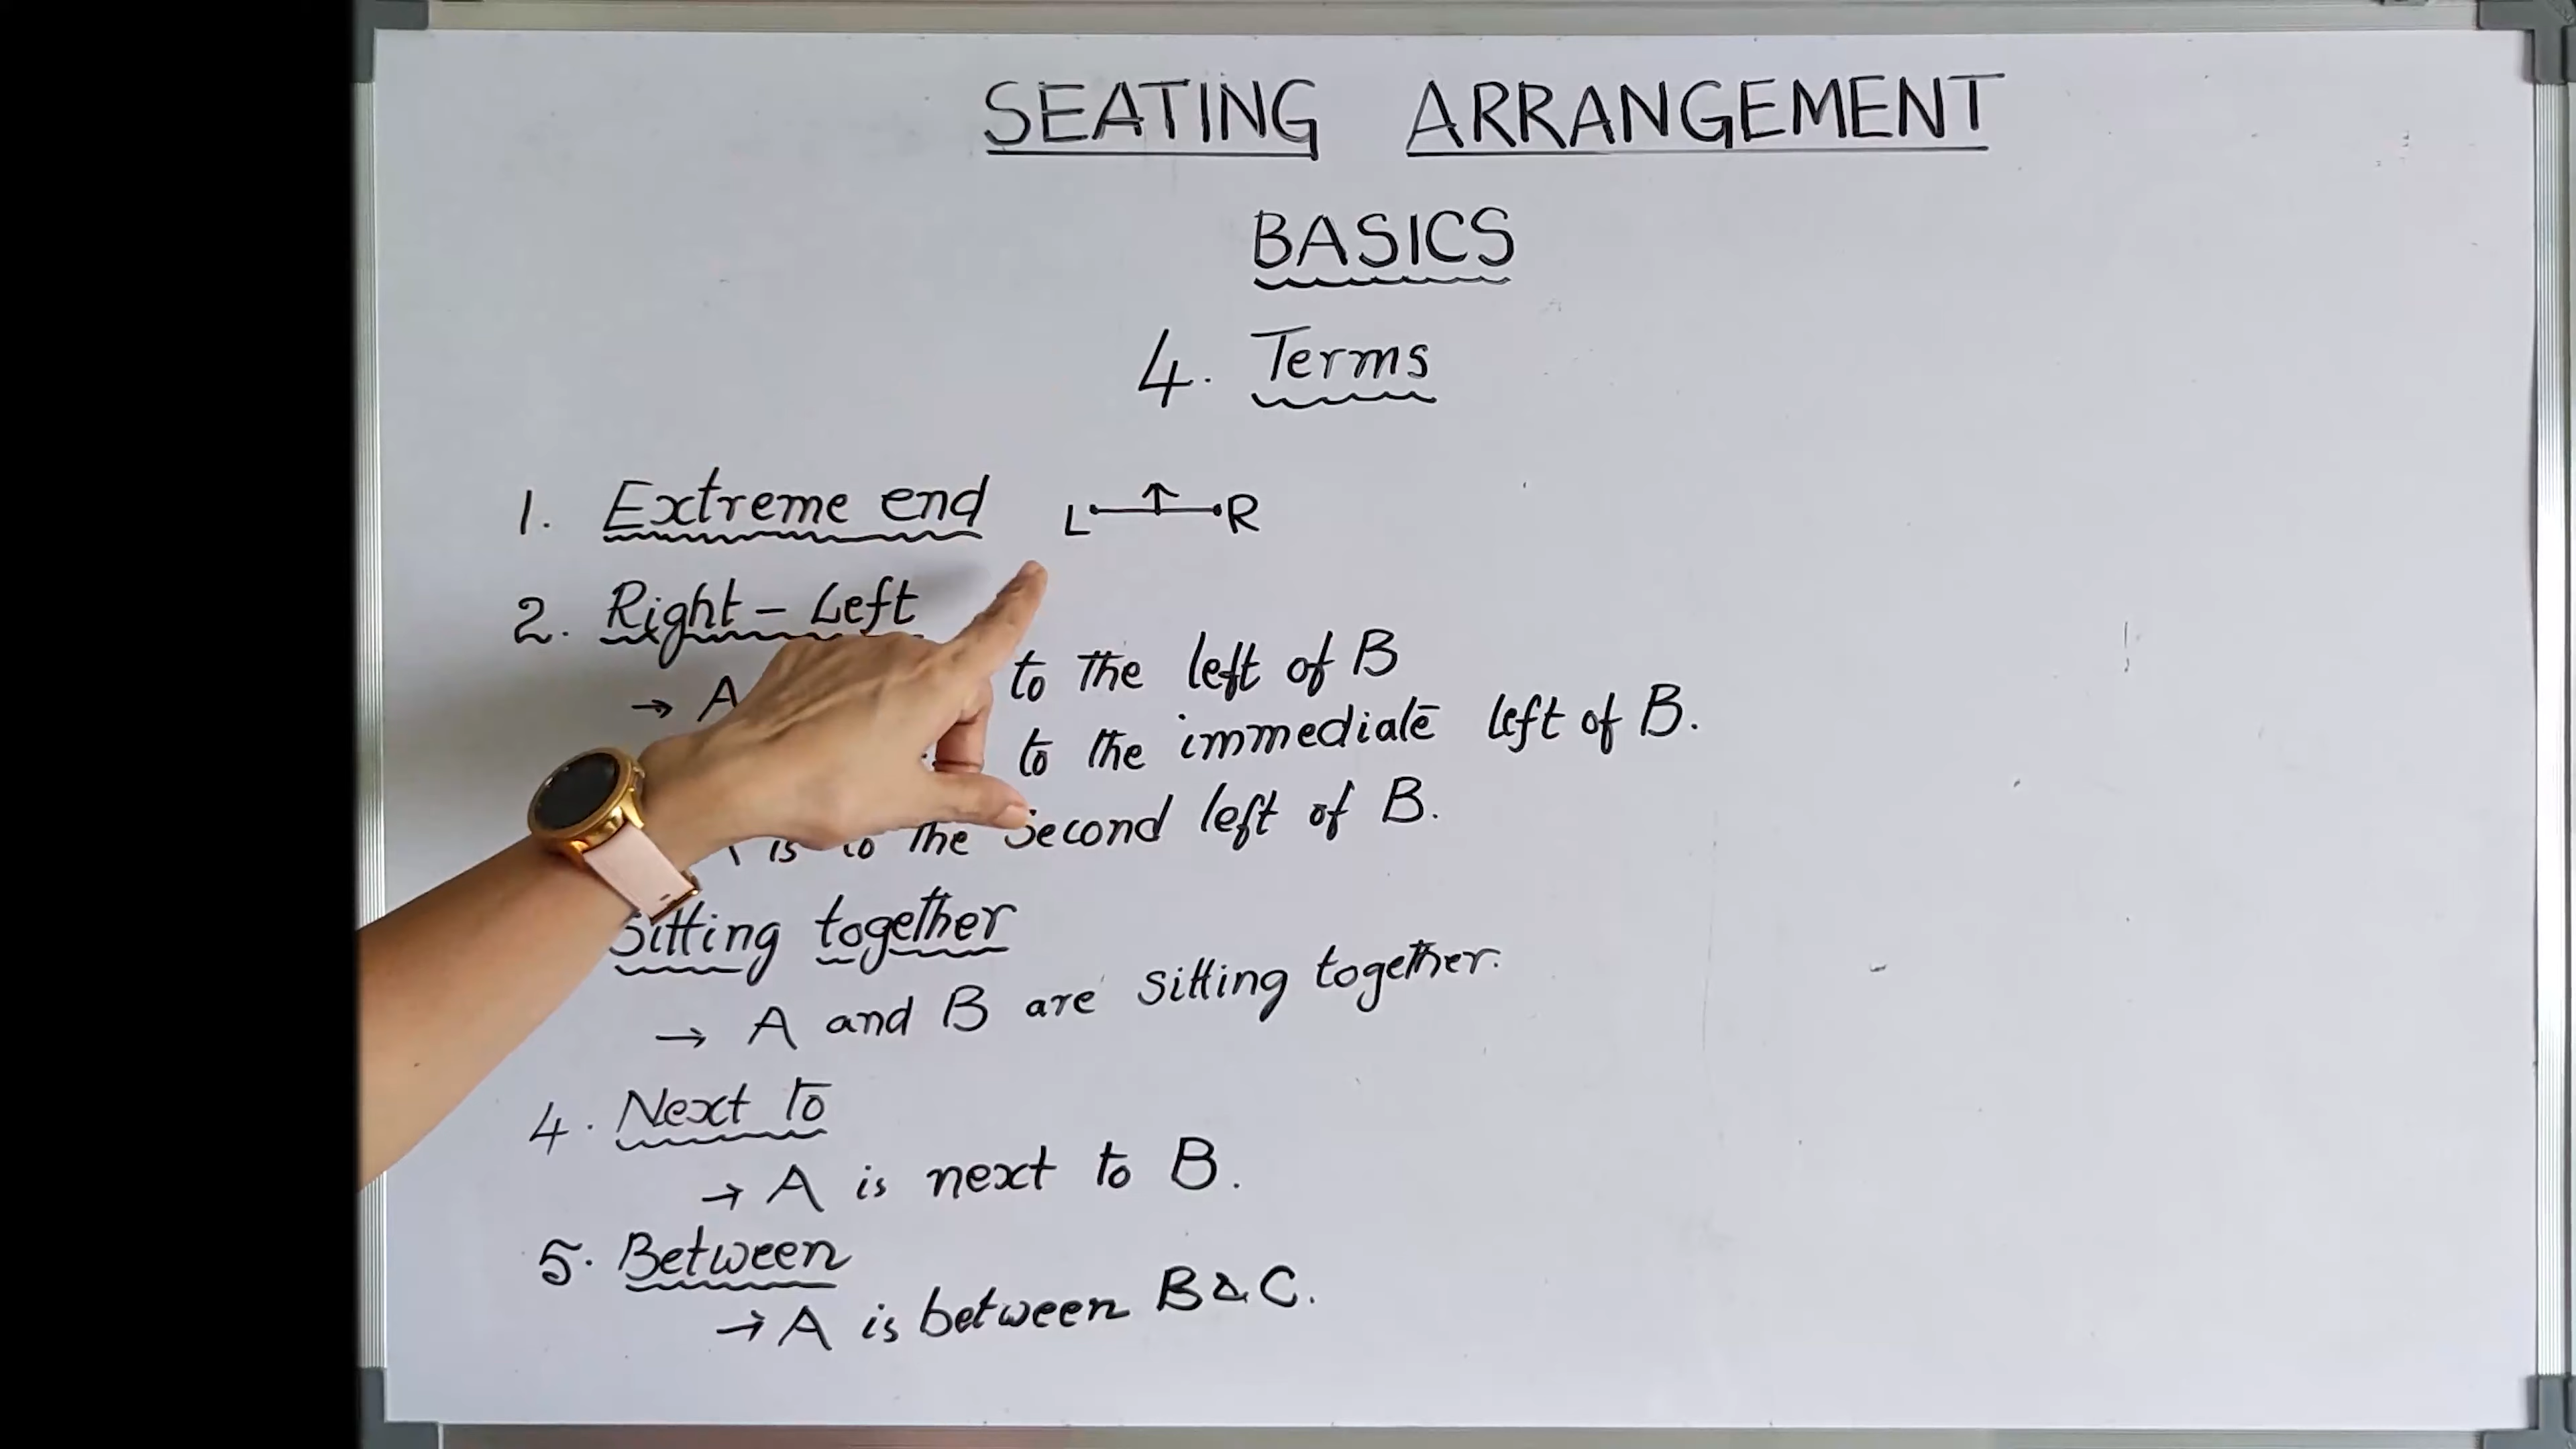 SEATING ARRANGEMENT
BASICS
4. Terms
1. Extreme end L R
2. Right - Left
→ A to the left of B
to the immediate left of B.
is to the Second left of B.
Sitting together
→ A and B are sitting together.
4. Next to
→ A is next to B.
5. Between
→ A is between B & C.